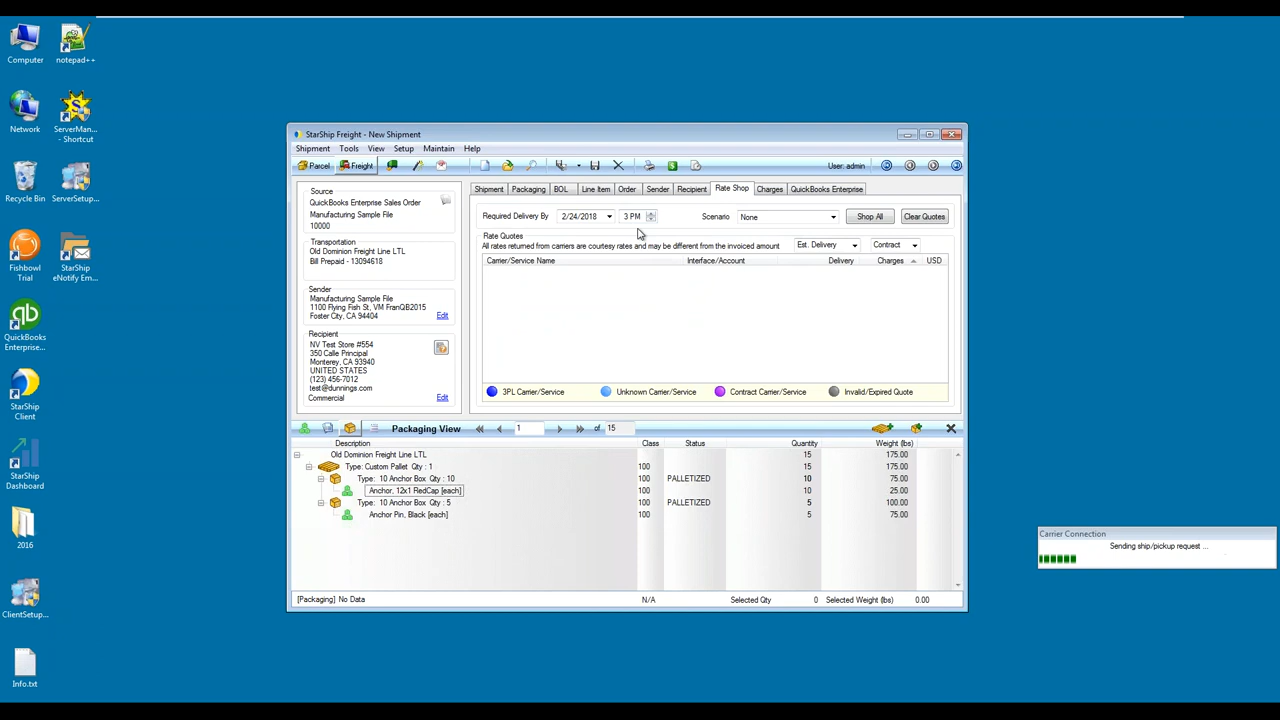 Computer
notepad++
Network
ServerMan...
- Shortcut
Recycle Bin
ServerSetup...
Fishbowl
Trial
StarShip
eNotify Em...
QuickBooks
Enterprise...
StarShip
Client
StarShip
Dashboard
2016
ClientSetup...
Info.txt
StarShip Freight - New Shipment
Shipment Tools View Setup Maintain Help
Parcel Freight User: admin
Source
QuickBooks Enterprise Sales Order
Manufacturing Sample File
10000
Transportation
Old Dominion Freight Line LTL
Bill Prepaid - 13094618
Sender
Manufacturing Sample File
1100 Flying Fish St, VM FranQB2015
Foster City, CA 94404 Edit
Recipient
NV Test Store #554
350 Calle Principal
Monterey, CA 93940
UNITED STATES
(123) 456-7012
test@dunnings.com
Commercial Edit
Shipment Packaging BOL Line Item Order Sender Recipient Rate Shop Charges QuickBooks Enterprise
Required Delivery By 2/24/2018 3 PM Scenario None Shop All Clear Quotes
Rate Quotes
All rates returned from carriers are courtesy rates and may be different from the invoiced amount Est. Delivery Contract
Carrier/Service Name Interface/Account Delivery Charges USD
3PL Carrier/Service Unknown Carrier/Service Contract Carrier/Service Invalid/Expired Quote
Packaging View 1 of 15
Description Class Status Quantity Weight (lbs)
Old Dominion Freight Line LTL 15 175.00
Type: Custom Pallet Qty : 1 100 15 175.00
Type: 10 Anchor Box Qty : 10 100 PALLETIZED 10 75.00
Anchor, 12x1 RedCap [each] 100 10 25.00
Type: 10 Anchor Box Qty : 5 100 PALLETIZED 5 100.00
Anchor Pin, Black [each] 100 5 75.00
[Packaging] No Data N/A Selected Qty 0 Selected Weight (lbs) 0.00
Carrier Connection
Sending ship/pickup request ...